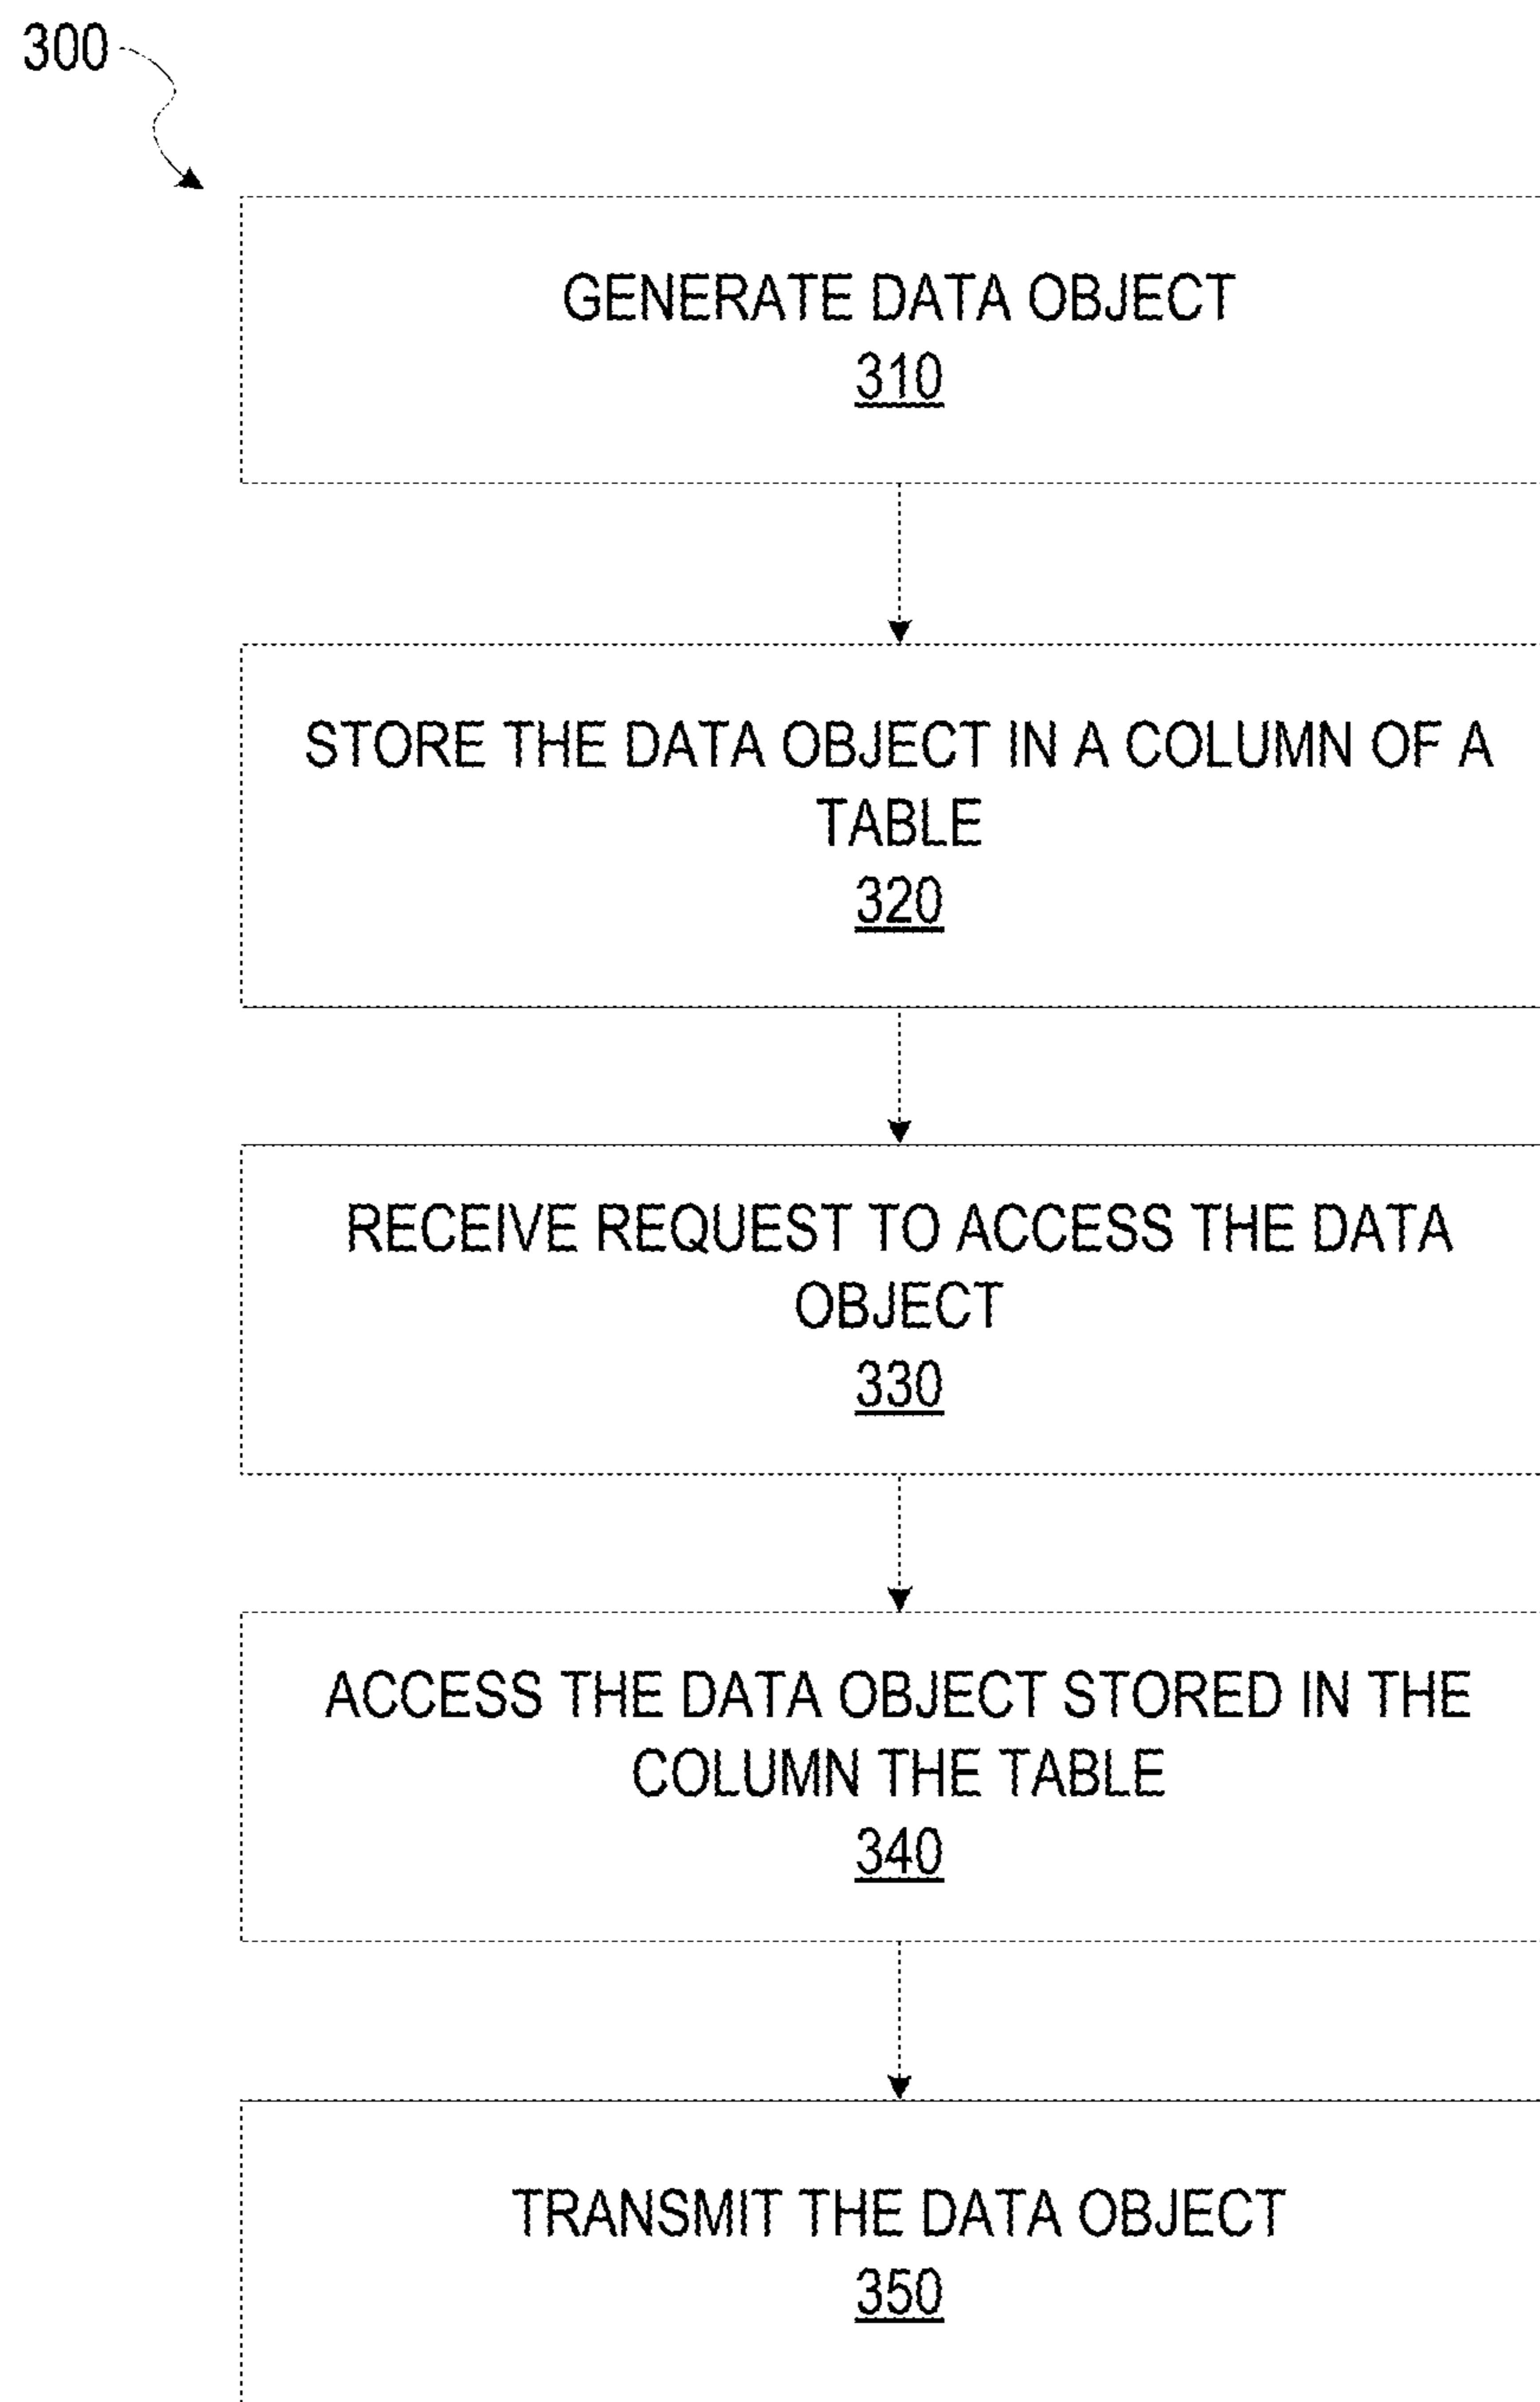 300
GENERATE DATA OBJECT
310
STORE THE DATA OBJECT IN A COLUMN OF A
TABLE
320
RECEIVE REQUEST TO ACCESS THE DATA
OBJECT
330
ACCESS THE DATA OBJECT STORED IN THE
COLUMN THE TABLE
340
TRANSMIT THE DATA OBJECT
350